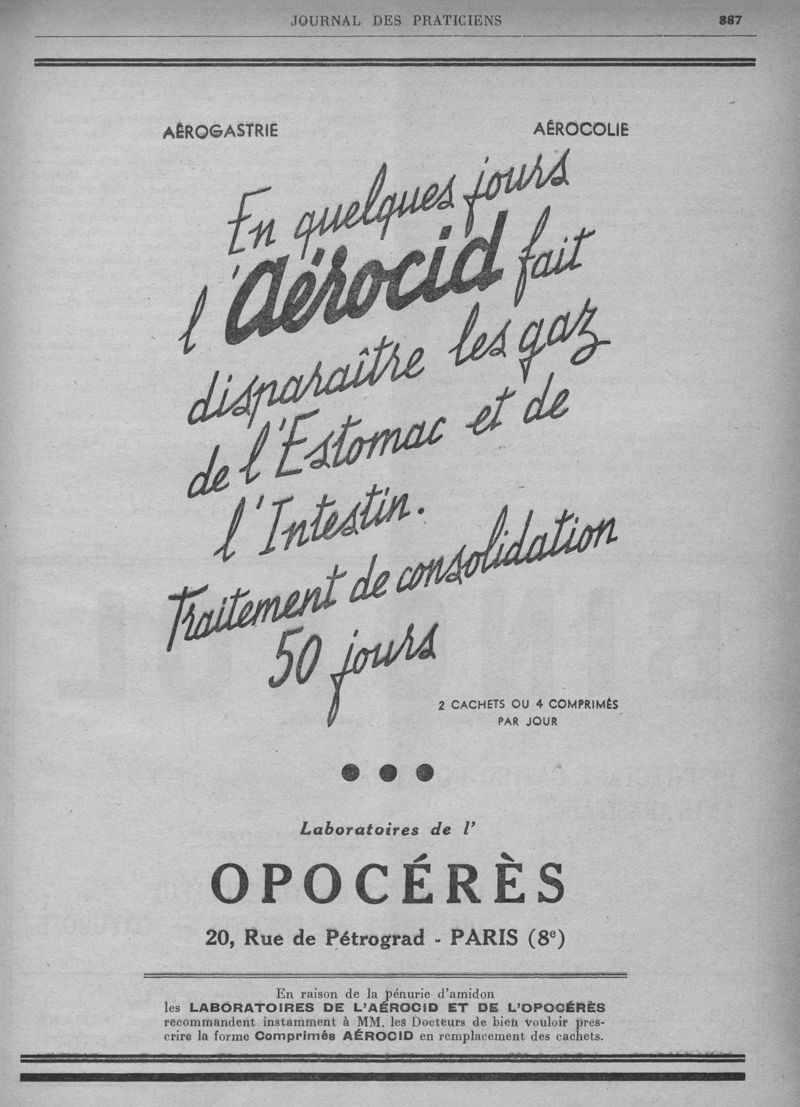 JOURNAL DES PRATICIENS 887
AÉROGASTRIE AÉROCOLIE
En quelques jours
l'Aérocid fait
disparaître les gaz
de l'Estomac et de
l'Intestin.
Traitement de consolidation
50 jours
2 CACHETS OU 4 COMPRIMÉS
PAR JOUR
Laboratoires de l'
OPOCÉRÈS
20, Rue de Pétrograd - PARIS (8e)
En raison de la pénurie d'amidon
les LABORATOIRES DE L'AÉROCID ET DE L'OPOCÉRÈS
recommandent instamment à MM. les Docteurs de bien vouloir pres-
crire la forme Comprimés AÉROCID en remplacement des cachets.